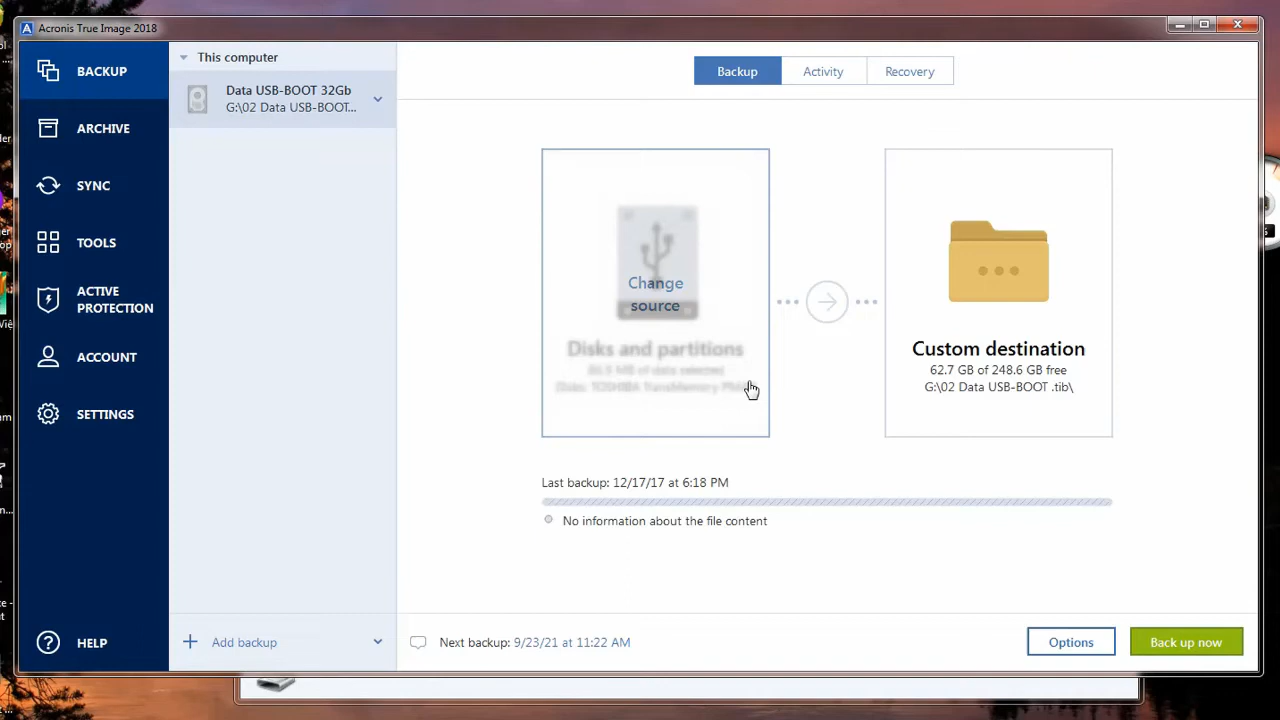 Acronis True Image 2018
BACKUP
ARCHIVE
SYNC
TOOLS
ACTIVE
PROTECTION
ACCOUNT
SETTINGS
HELP
This computer
Data USB-BOOT 32Gb
G:\02 Data USB-BOOT...
Add backup
Backup
Activity
Recovery
Change
source
Disks and partitions
Custom destination
62.7 GB of 248.6 GB free
G:\02 Data USB-BOOT .tib\
Last backup: 12/17/17 at 6:18 PM
No information about the file content
Next backup: 9/23/21 at 11:22 AM
Options
Back up now